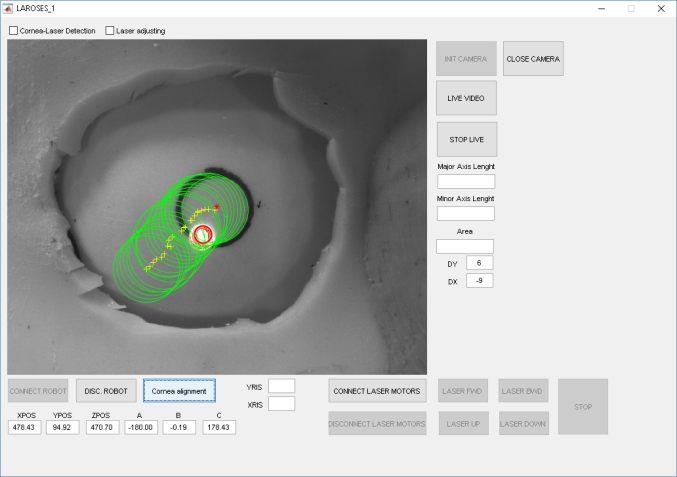 LAROSES_1
Cornea-Laser Detection
Laser adjusting
INIT CAMERA
CLOSE CAMERA
LIVE VIDEO
STOP LIVE
Major Axis Lenght
Minor Axis Lenght
Area
DY 6
DX -9
CONNECT ROBOT
DISC. ROBOT
Cornea alignment
YRIS
XRIS
CONNECT LASER MOTORS
LASER FWD
LASER BWD
STOP
XPOS YPOS ZPOS A B C
478.43 94.92 470.70 -180.00 -0.19 178.43
DISCONNECT LASER MOTORS
LASER UP
LASER DOWN